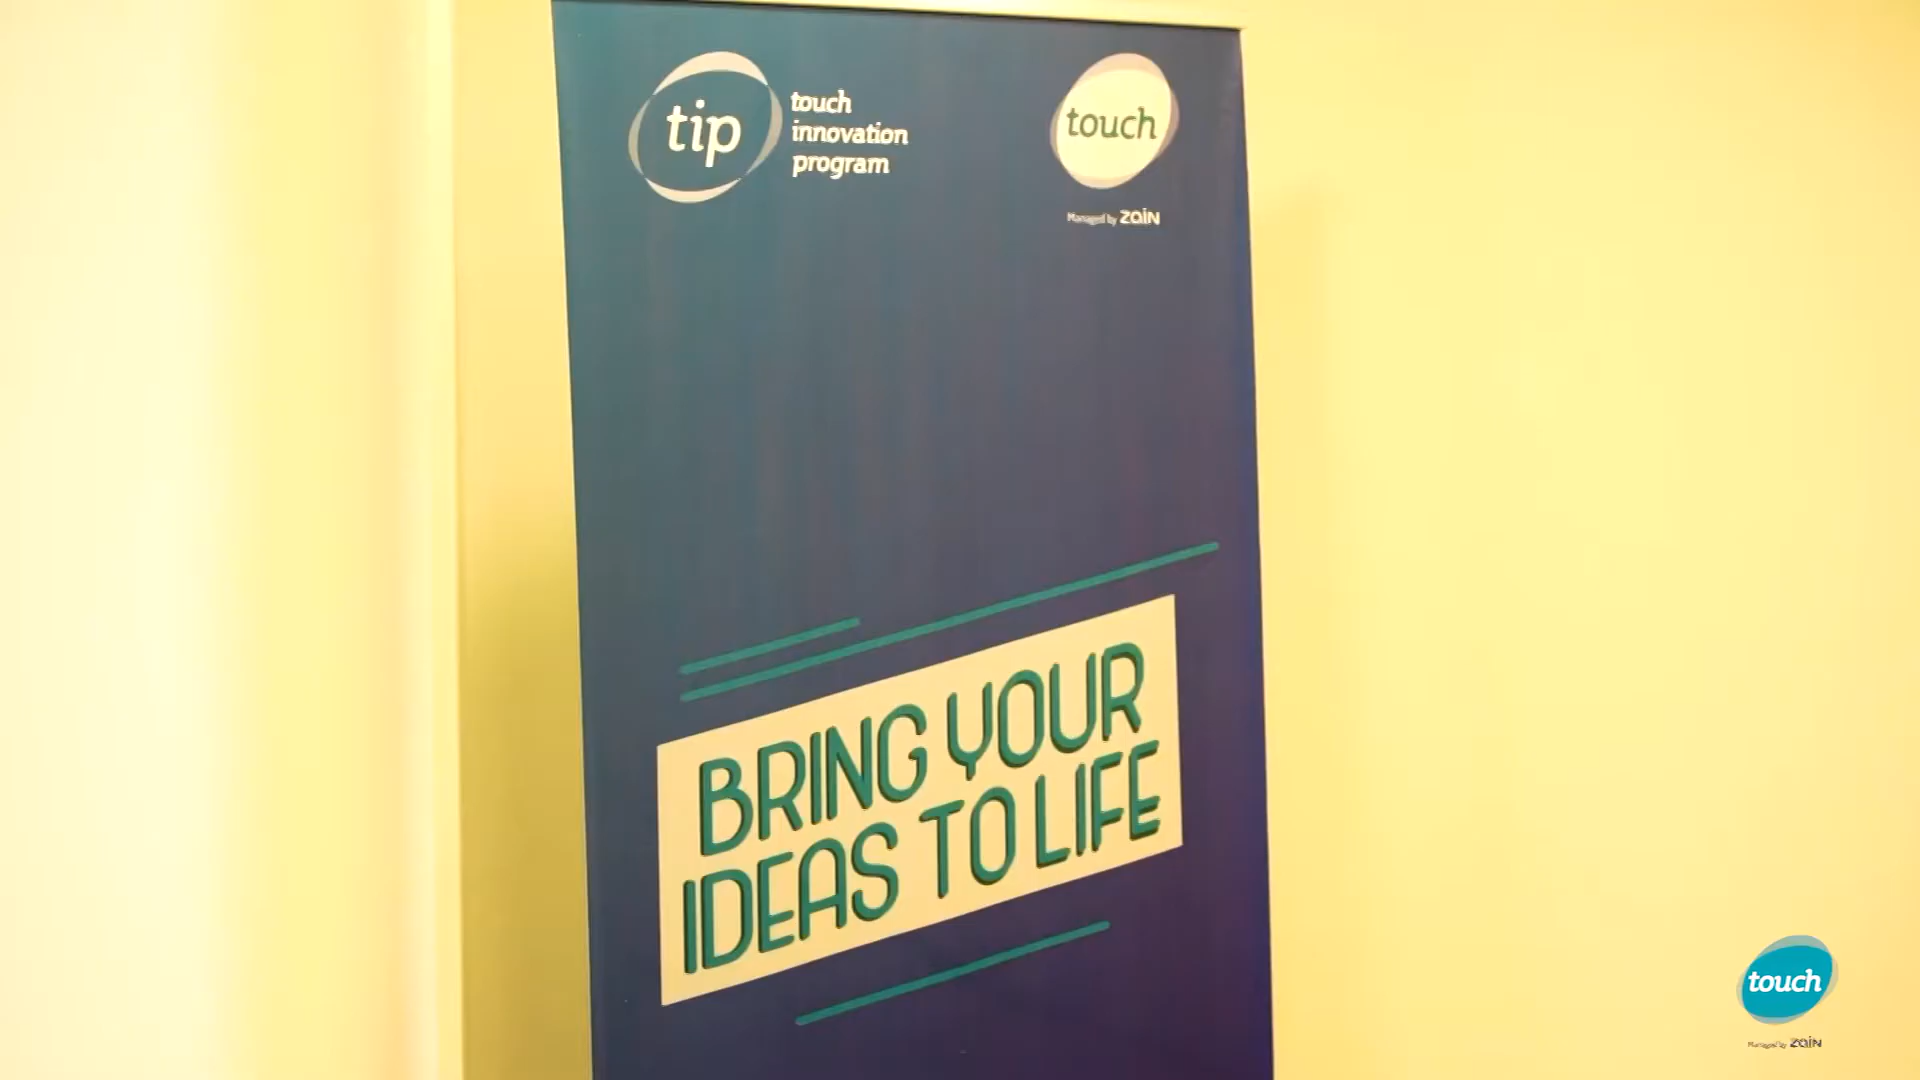 tip
touch
innovation
program
touch
Managed by ZAIN
BRING YOUR
IDEAS TO LIFE
touch
Managed by ZAIN